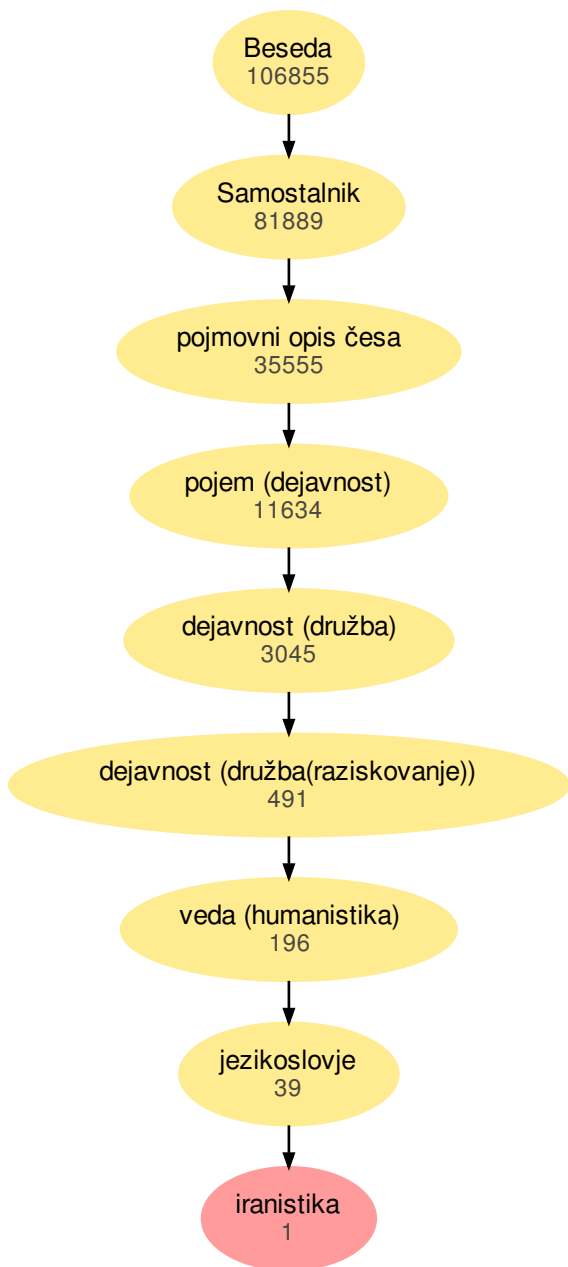 Beseda
106855
Samostalnik
81889
pojmovni opis česa
35555
pojem (dejavnost)
11634
dejavnost (družba)
3045
dejavnost (družba(raziskovanje))
491
veda (humanistika)
196
jezikoslovje
39
iranistika
1